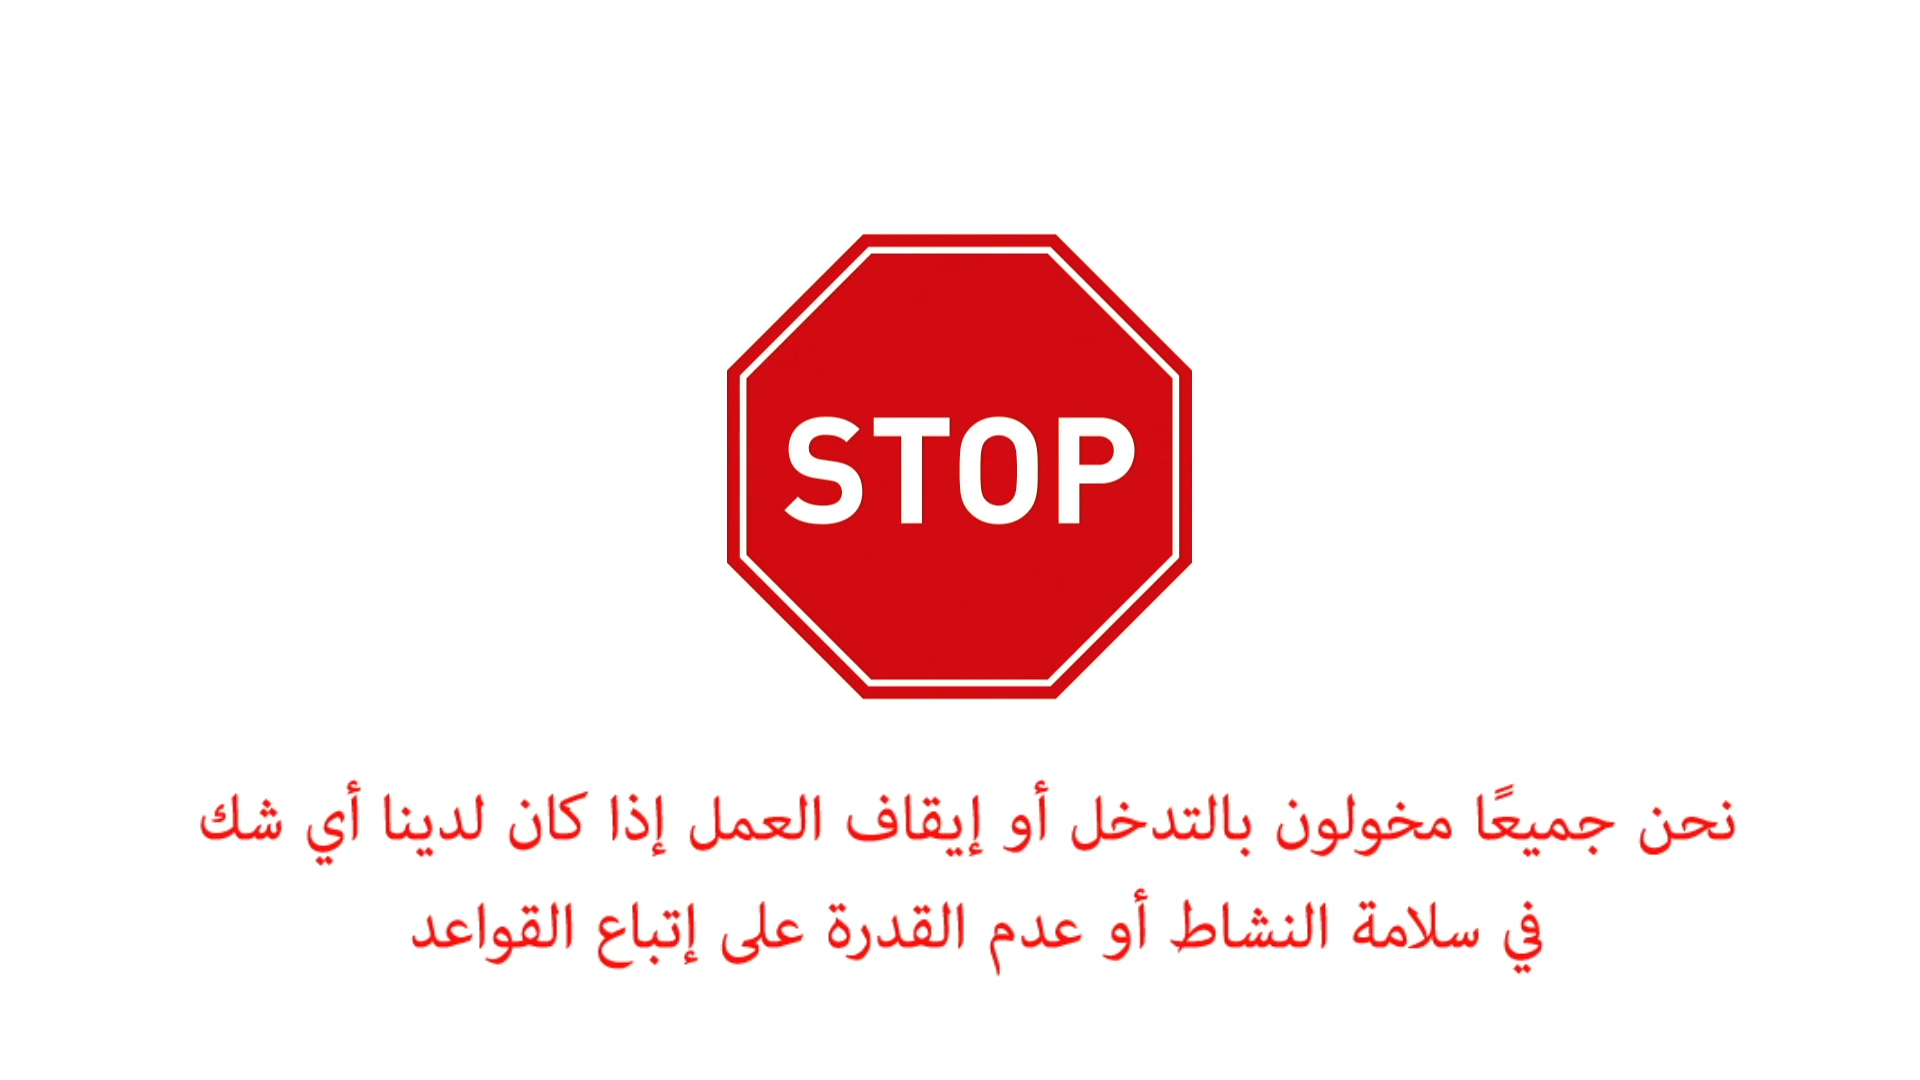 STOP
نحن جميعًا مخولون بالتدخل أو إيقاف العمل إذا كان لدينا أي شك
في سلامة النشاط أو عدم القدرة على إتباع القواعد